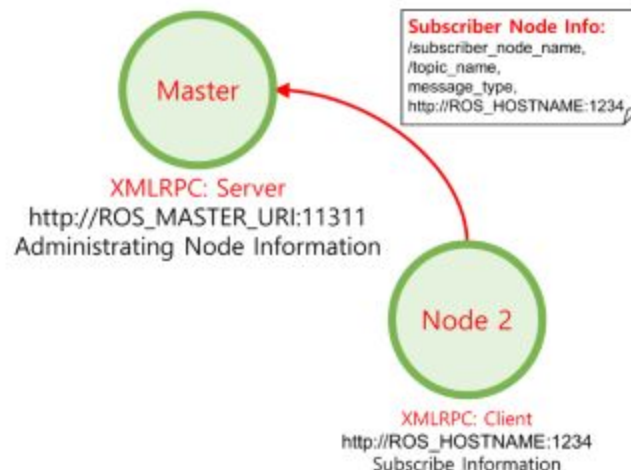 Master
XMLRPC: Server
http://ROS_MASTER_URI:11311
Administrating Node Information
Subscriber Node Info:
/subscriber_node_name,
/topic_name,
message_type,
http://ROS_HOSTNAME:1234
Node 2
XMLRPC: Client
http://ROS_HOSTNAME:1234
Subscribe Information